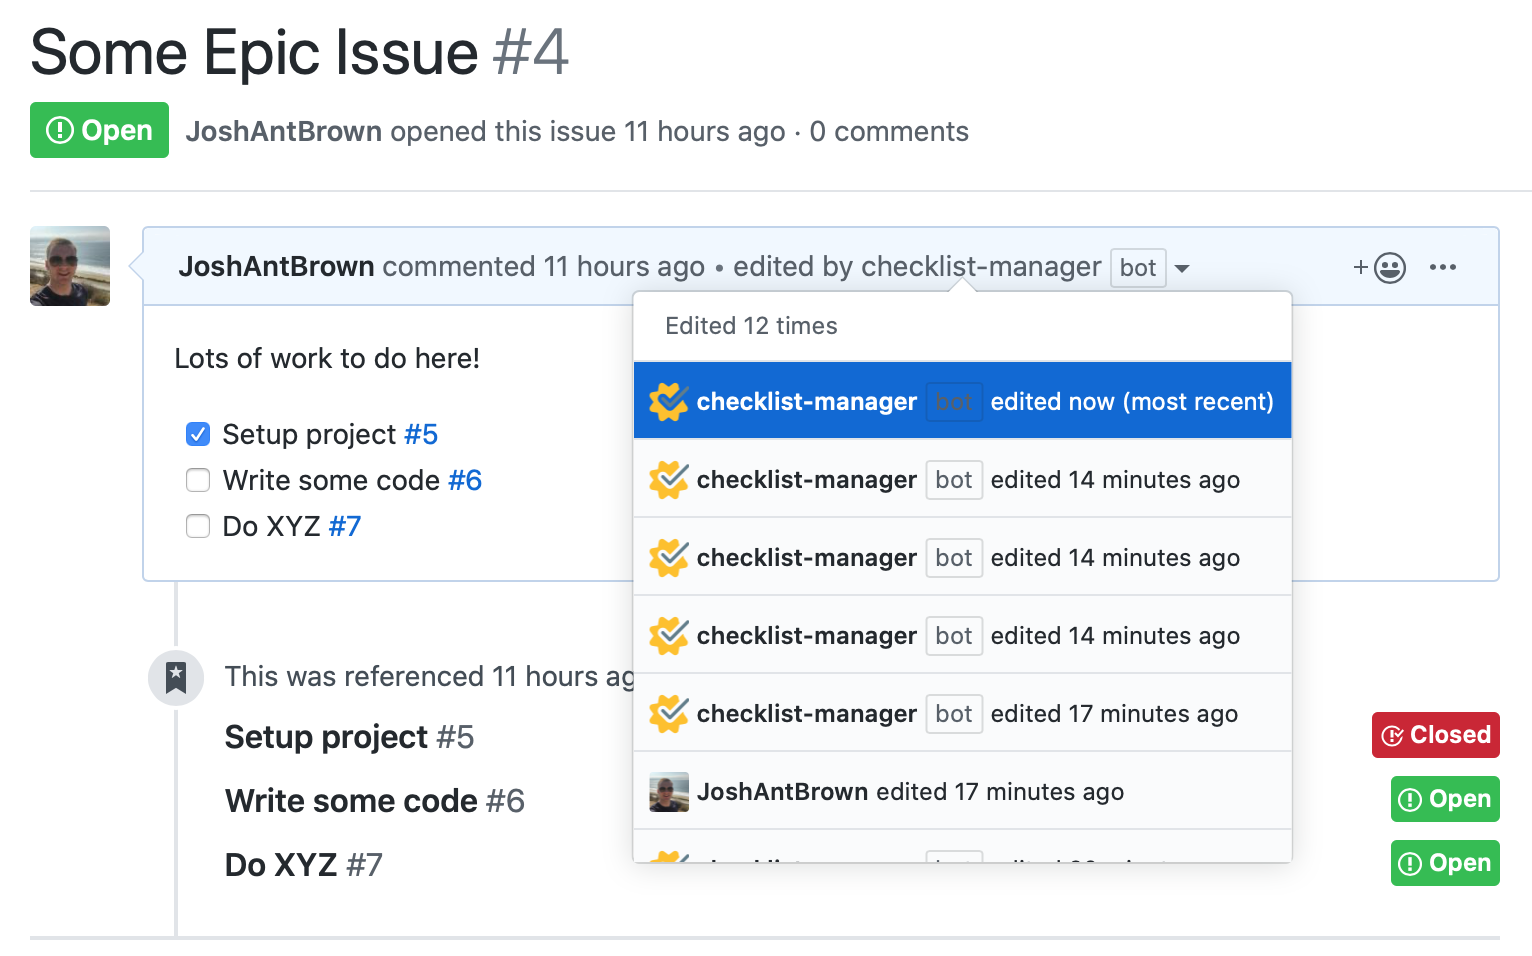 Some Epic Issue #4
Open JoshAntBrown opened this issue 11 hours ago · 0 comments
JoshAntBrown commented 11 hours ago • edited by checklist-manager bot
Edited 12 times
Lots of work to do here!
checklist-manager bot edited now (most recent)
Setup project #5
checklist-manager bot edited 14 minutes ago
Write some code #6
Do XYZ #7
checklist-manager bot edited 14 minutes ago
checklist-manager bot edited 14 minutes ago
This was referenced 11 hours
checklist-manager bot edited 17 minutes ago
Setup project #5
Closed
JoshAntBrown edited 17 minutes ago
Write some code #6
Open
Do XYZ #7
Open